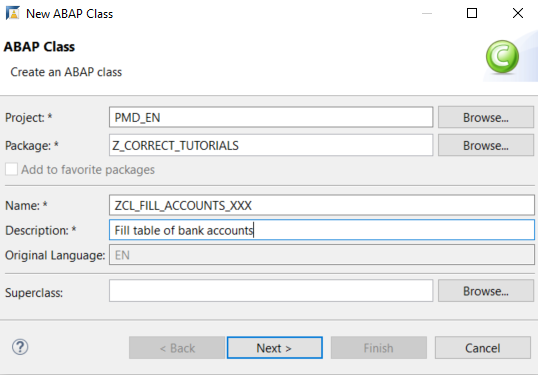 New ABAP Class
ABAP Class
Create an ABAP class
Project: * PMD_EN Browse...
Package: * Z_CORRECT_TUTORIALS Browse...
Add to favorite packages
Name: * ZCL_FILL_ACCOUNTS_XXX
Description: * Fill table of bank accounts
Original Language: EN
Superclass: Browse...
? < Back Next > Finish Cancel